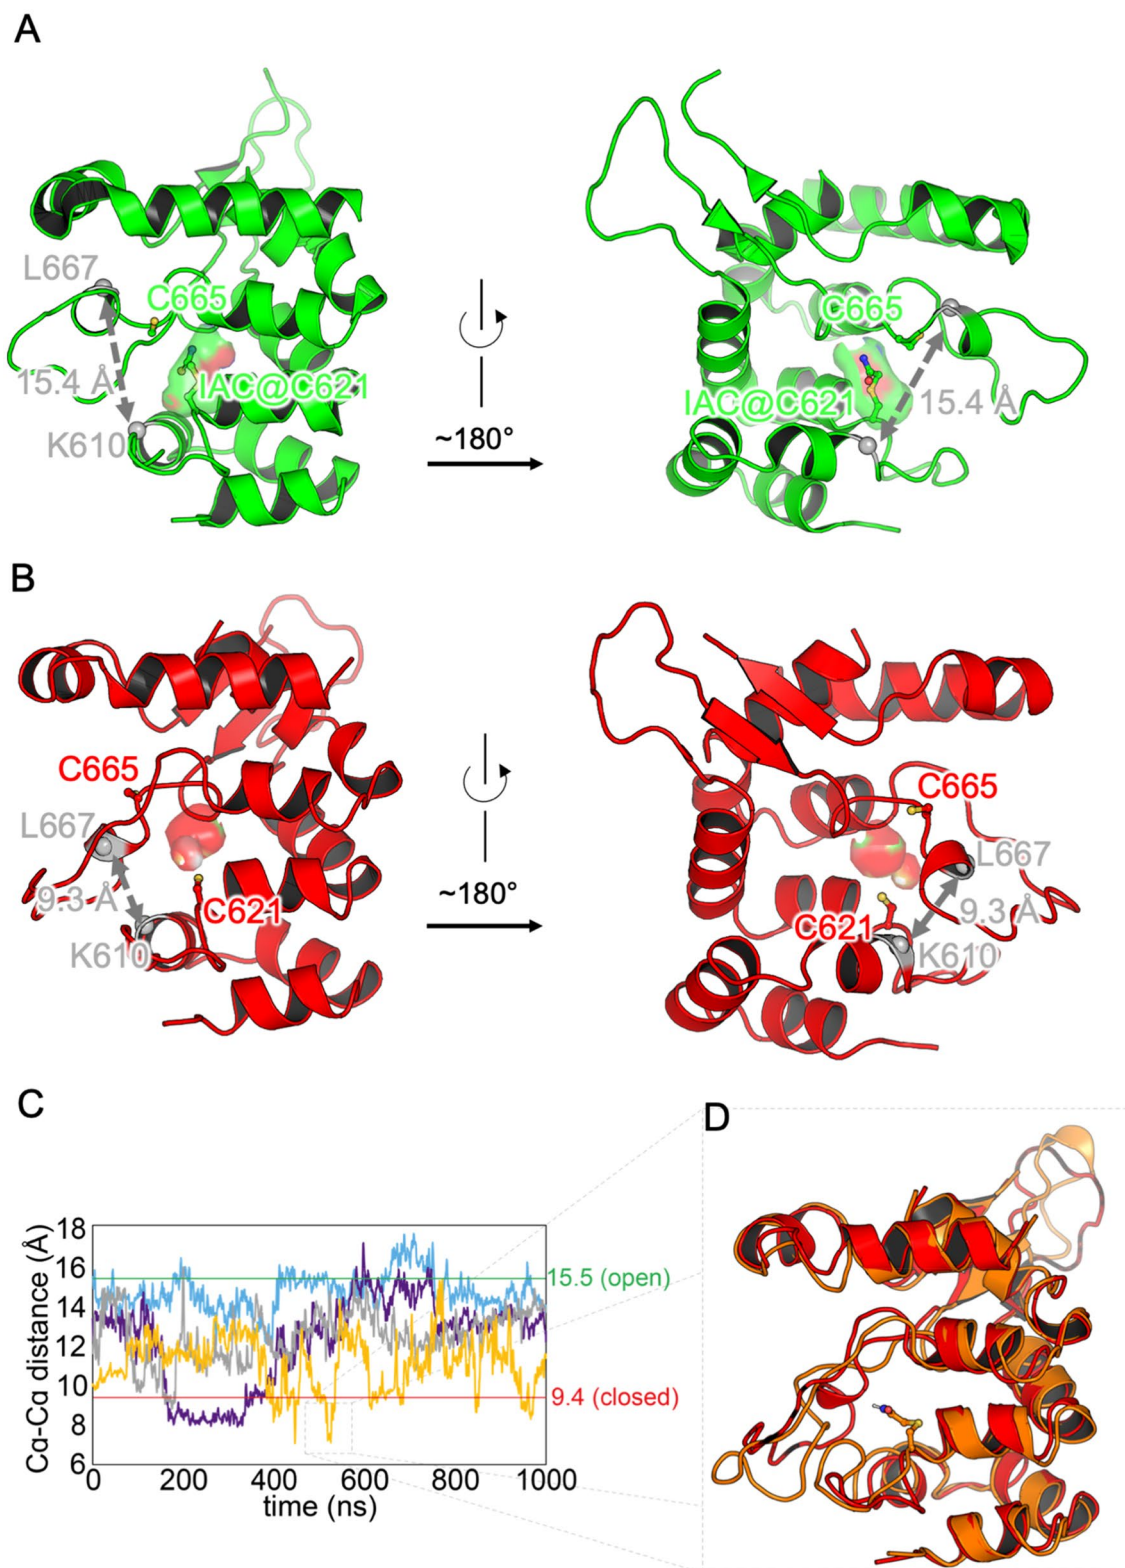 A
L667
C665
C665
15.4 Å
IAC@C621
IAC@C621
15.4 Å
K610
~180°
B
C665
C665
L667
L667
9.3 Å
9.3 Å
C621
C621
K610
K610
~180°
C
D
Cα-Cα distance (Å)
18
16
14
12
10
8
6
15.5 (open)
9.4 (closed)
0 200 400 600 800 1000
time (ns)